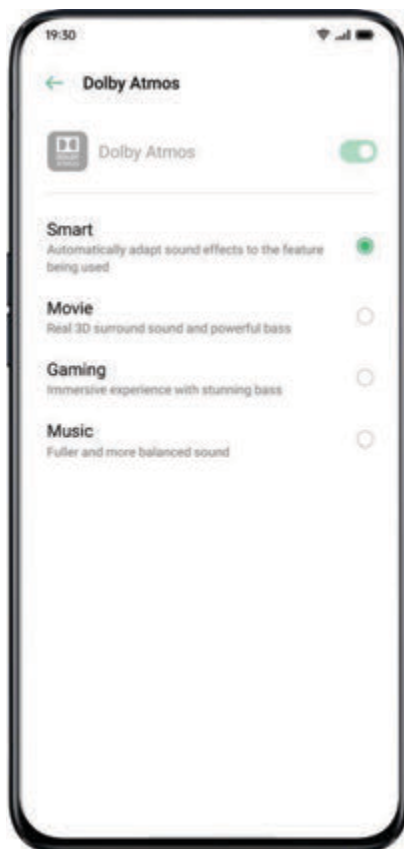 19:30
Dolby Atmos
Dolby Atmos
Smart
Automatically adapt sound effects to the feature
being used
Movie
Real 3D surround sound and powerful bass
Gaming
Immersive experience with stunning bass
Music
Fuller and more balanced sound